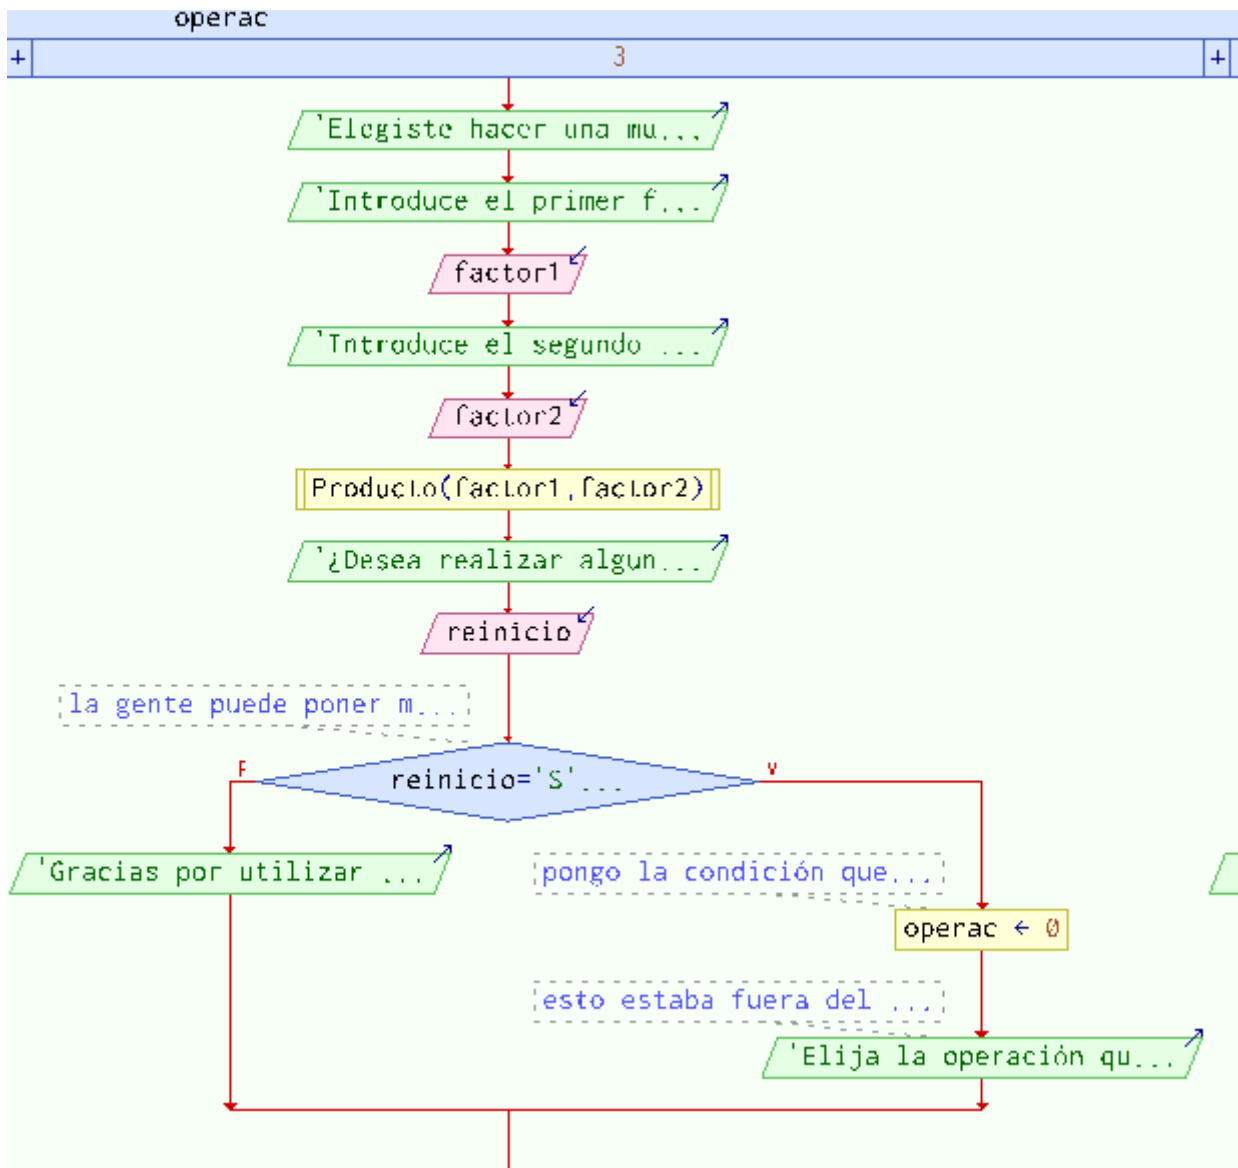 operac
+ 3 +
'Elegiste hacer una mu...
'Introduce el primer f...
factor1
'Introduce el segundo ...
factor2
Producto(factor1,factor2)
'¿Desea realizar algun...
reinicio
la gente puede poner m...
F V
reinicio='S'...
'Gracias por utilizar ...
pongo la condición que...
operac ← 0
esto estaba fuera del ...
'Elija la operación qu...